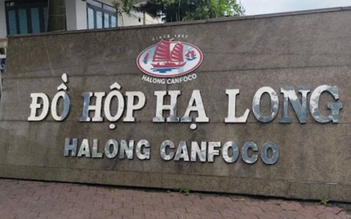 SINCE 1957
HALONG CANFOCO
ĐỒ HỘP HẠ LONG
HALONG CANFOCO